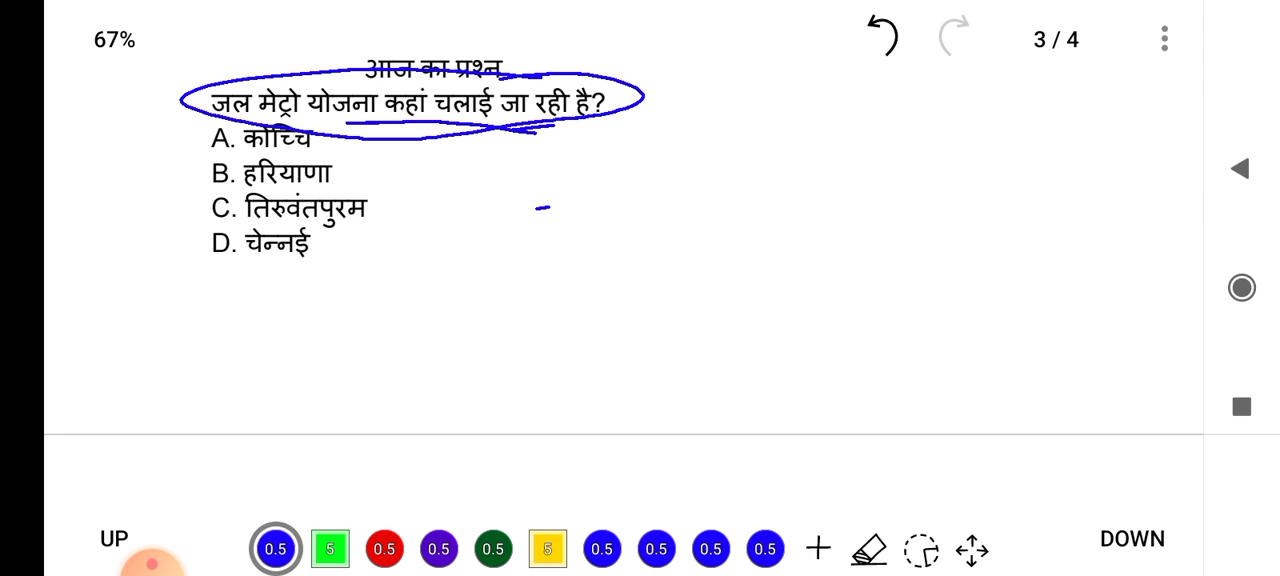 67%
3 / 4
आज का प्रश्न
जल मेट्रो योजना कहां चलाई जा रही है?
A. कोच्चि
B. हरियाणा
C. तिरुवंतपुरम
D. चेन्नई
UP
0.5 5 0.5 0.5 0.5 5 0.5 0.5 0.5 0.5
DOWN